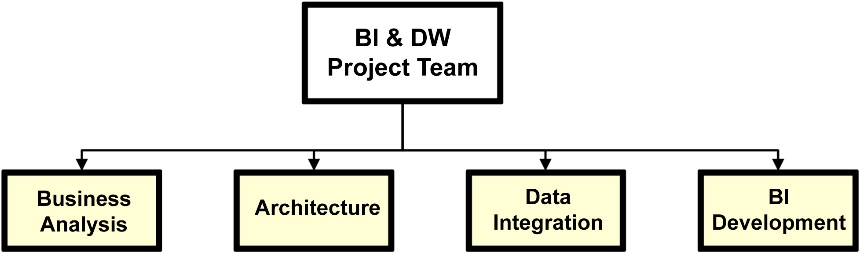 BI & DW
Project Team
Business
Analysis
Architecture
Data
Integration
BI
Development